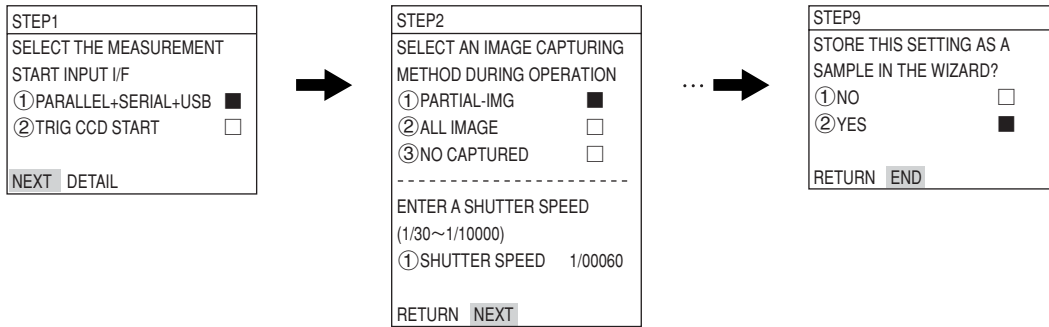 STEP1
SELECT THE MEASUREMENT
START INPUT I/F
①PARALLEL+SERIAL+USB ■
②TRIG CCD START □
NEXT DETAIL
STEP2
SELECT AN IMAGE CAPTURING
METHOD DURING OPERATION
①PARTIAL-IMG ■
②ALL IMAGE □
③NO CAPTURED □
ENTER A SHUTTER SPEED
(1/30~1/10000)
①SHUTTER SPEED 1/00060
RETURN NEXT
…
STEP9
STORE THIS SETTING AS A
SAMPLE IN THE WIZARD?
①NO □
②YES ■
RETURN END